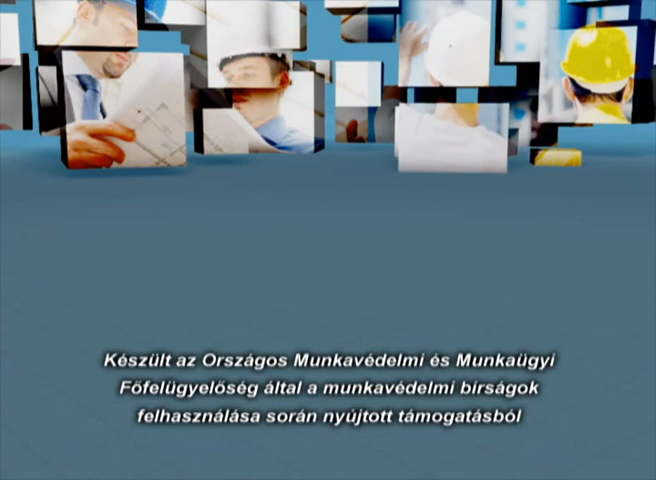 Készült az Országos Munkavédelmi és Munkaügyi
Főfelügyelőség által a munkavédelmi bírságok
felhasználása során nyújtott támogatásból